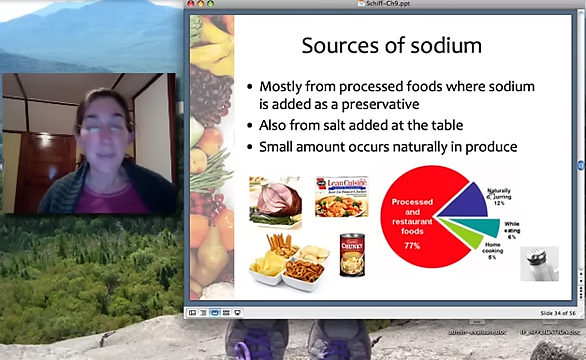 Schiff-Ch9.ppt
Sources of sodium
• Mostly from processed foods where sodium
is added as a preservative
• Also from salt added at the table
• Small amount occurs naturally in produce
Lean Cuisine
CHUNKY
Processed
and
restaurant
foods
77%
Naturally
12%
While
eating
6%
Home
cooking
6%
Slide 34 of 56